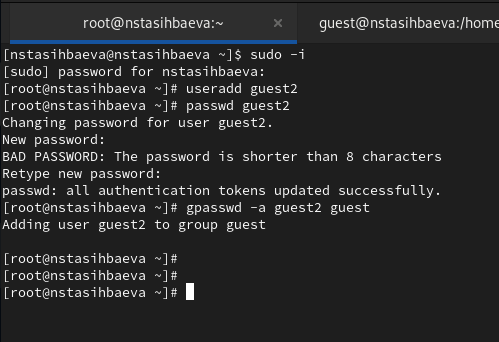 root@nstasihbaeva:~ × guest@nstasihbaeva:/home
[nstasihbaeva@nstasihbaeva ~]$ sudo -i
[sudo] password for nstasihbaeva:
[root@nstasihbaeva ~]# useradd guest2
[root@nstasihbaeva ~]# passwd guest2
Changing password for user guest2.
New password:
BAD PASSWORD: The password is shorter than 8 characters
Retype new password:
passwd: all authentication tokens updated successfully.
[root@nstasihbaeva ~]# gpasswd -a guest2 guest
Adding user guest2 to group guest
[root@nstasihbaeva ~]#
[root@nstasihbaeva ~]#
[root@nstasihbaeva ~]#